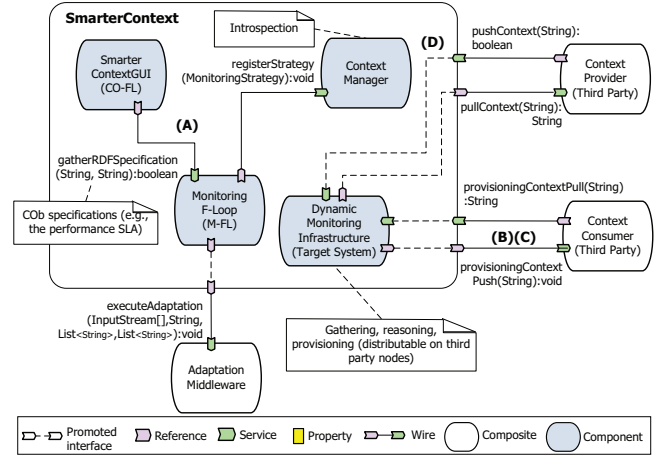 SmarterContext
Introspection
Smarter
ContextGUI
(CO-FL)
registerStrategy
(MonitoringStrategy):void
Context
Manager
(D)
pushContext(String):
boolean
Context
Provider
(Third Party)
pullContext(String):
String
(A)
gatherRDFSpecification
(String, String):boolean
COb specifications (e.g.,
the performance SLA)
Monitoring
F-Loop
(M-FL)
Dynamic
Monitoring
Infrastructure
(Target System)
provisioningContextPull(String)
:String
(B)(C)
Context
Consumer
(Third Party)
provisioningContext
Push(String):void
executeAdaptation
(InputStream[],String,
List<String>,List<String>):void
Gathering, reasoning,
provisioning (distributable on third
party nodes)
Adaptation
Middleware
Promoted
interface
Reference
Service
Property
Wire
Composite
Component